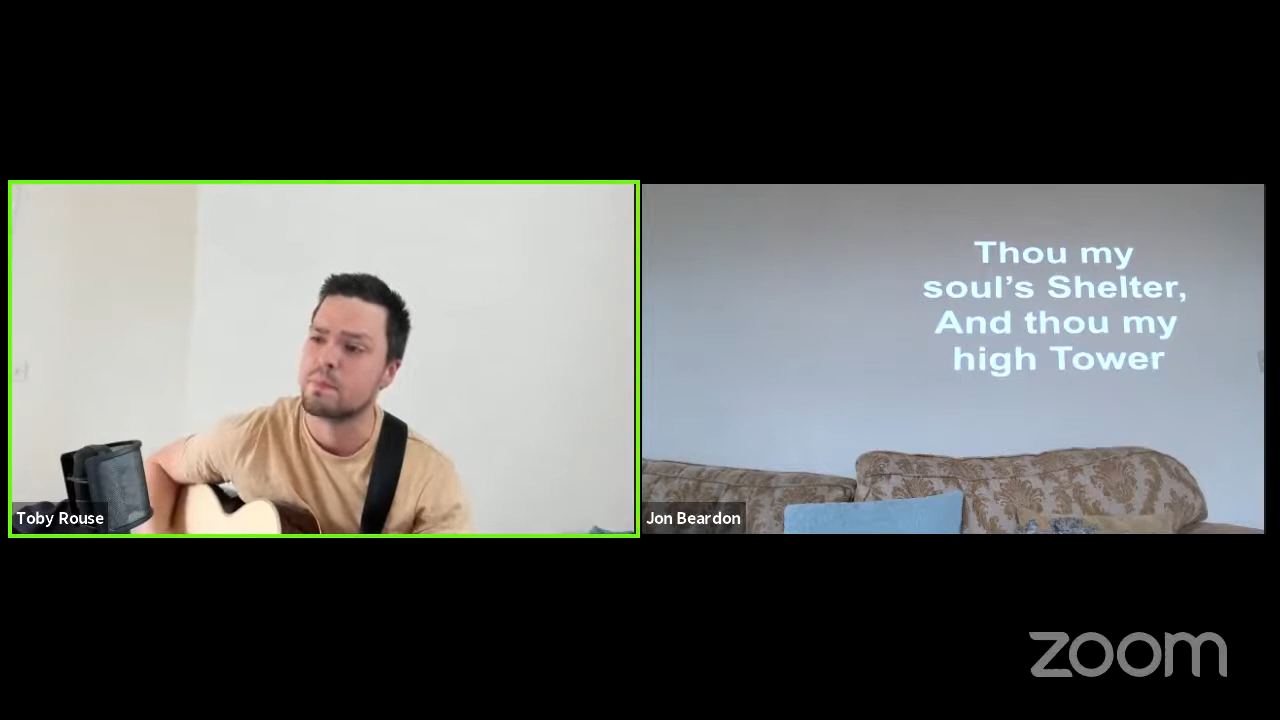 Thou my
soul's Shelter,
And thou my
high Tower
Toby Rouse
Jon Beardon
zoom